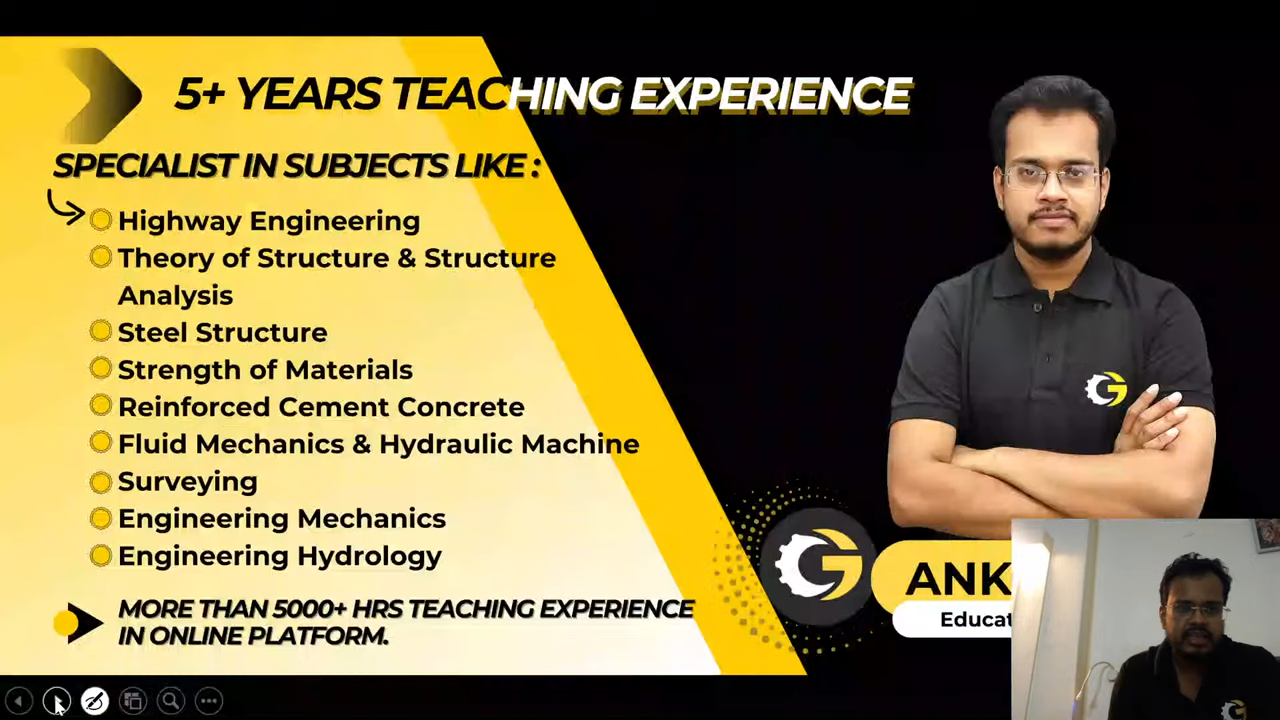 5+ YEARS TEACHING EXPERIENCE
SPECIALIST IN SUBJECTS LIKE :
Highway Engineering
Theory of Structure & Structure
Analysis
Steel Structure
Strength of Materials
Reinforced Cement Concrete
Fluid Mechanics & Hydraulic Machine
Surveying
Engineering Mechanics
Engineering Hydrology
MORE THAN 5000+ HRS TEACHING EXPERIENCE
IN ONLINE PLATFORM.